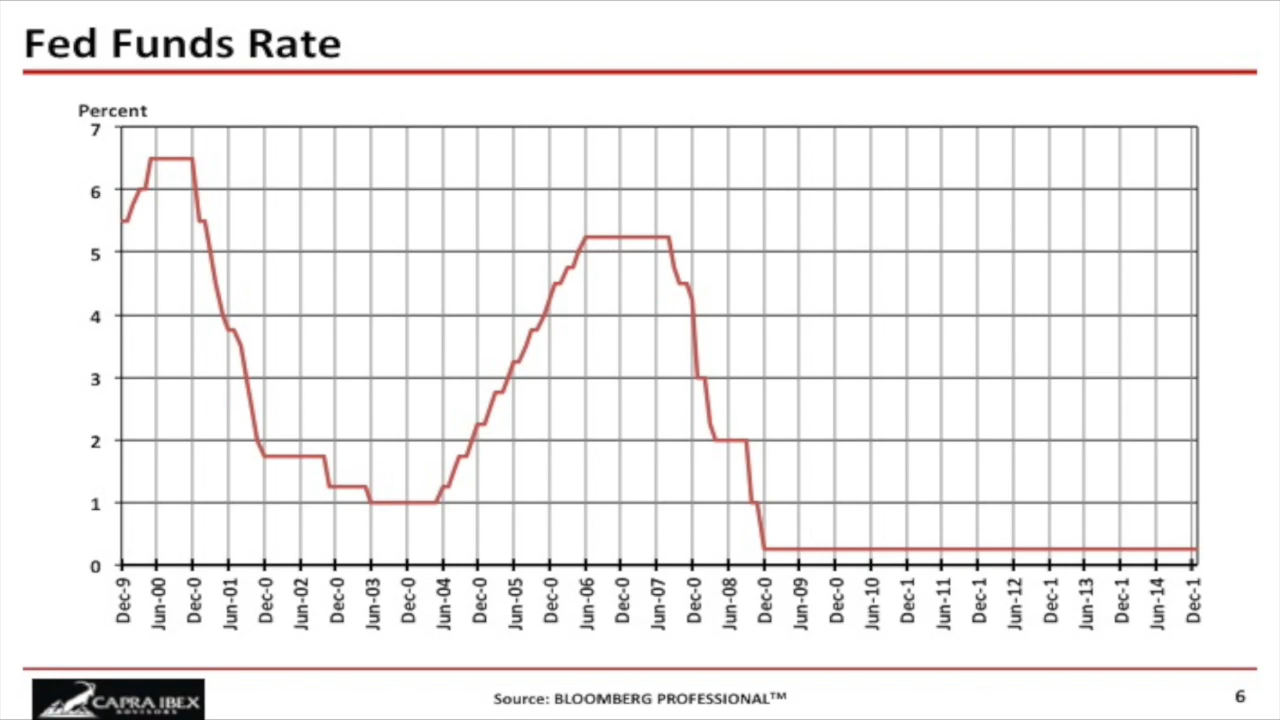 Fed Funds Rate
Percent
7
6
5
4
3
2
1
0
Dec-9
Jun-00
Dec-0
Jun-01
Dec-0
Jun-02
Dec-0
Jun-03
Dec-0
Jun-04
Dec-0
Jun-05
Dec-0
Jun-06
Dec-0
Jun-07
Dec-0
Jun-08
Dec-0
Jun-09
Dec-0
Jun-10
Dec-1
Jun-11
Dec-1
Jun-12
Dec-1
Jun-13
Dec-1
Jun-14
Dec-1
CAPRA IBEX
ADVISORS
Source: BLOOMBERG PROFESSIONAL™
6